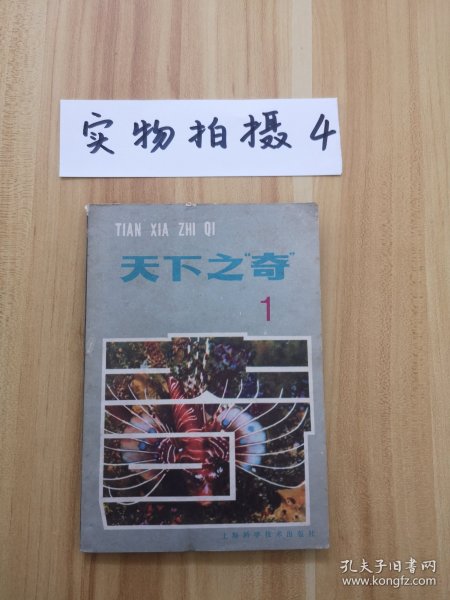 实物拍摄4
TIAN XIA ZHI QI
天下之"奇"
1
上海科学技术出版社
孔夫子旧书网
www.kongfz.com